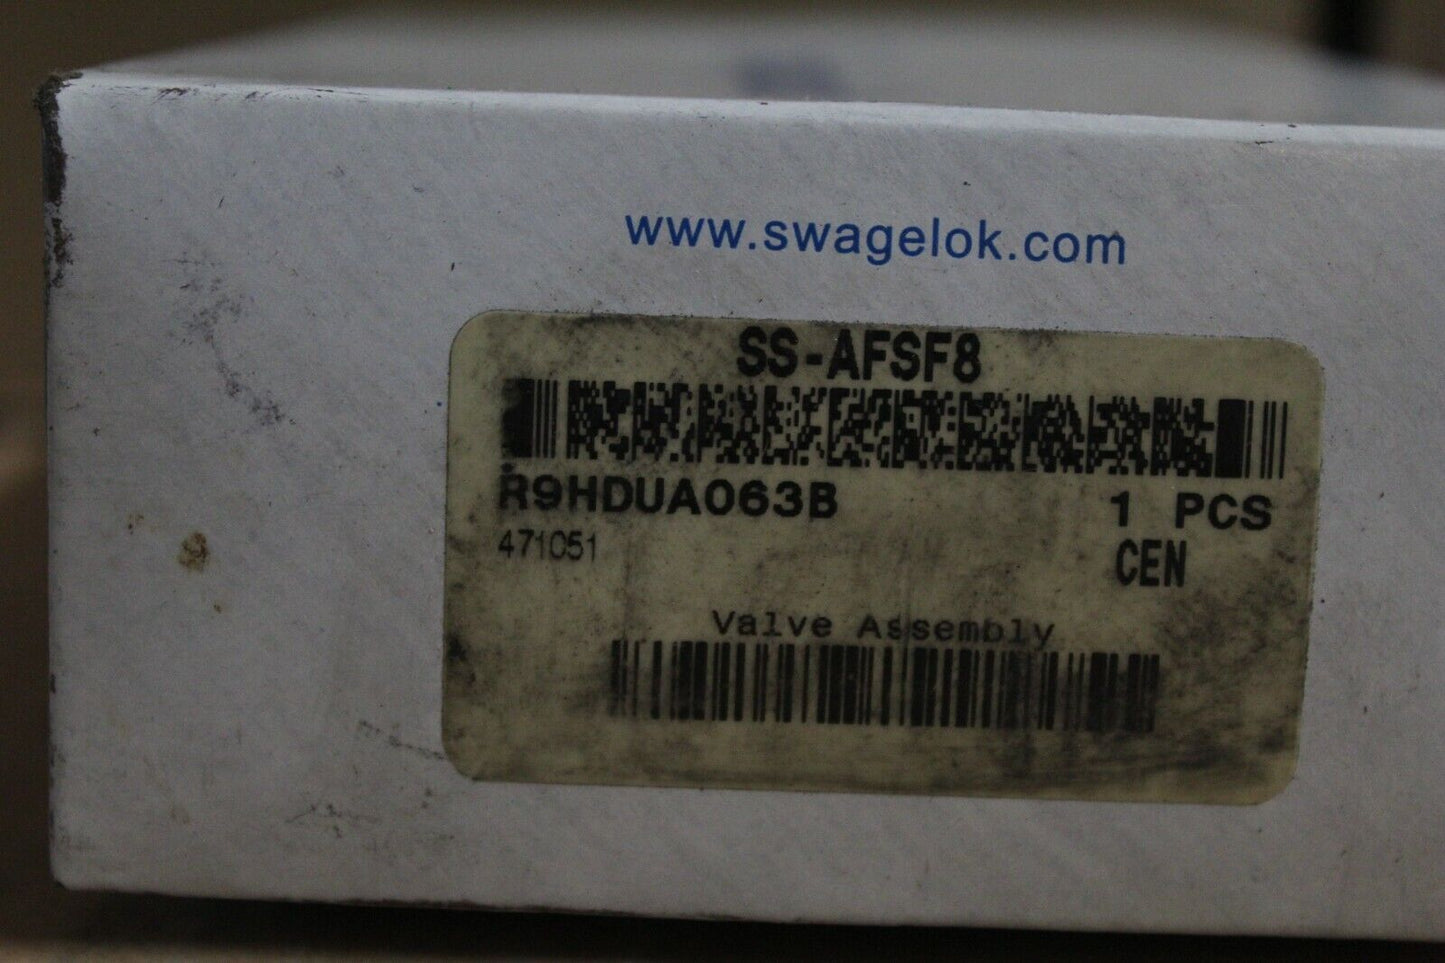 www.swagelok.com
SS-AFSF8
R9HDUA063B 1 PCS
471051 CEN
Valve Assembly